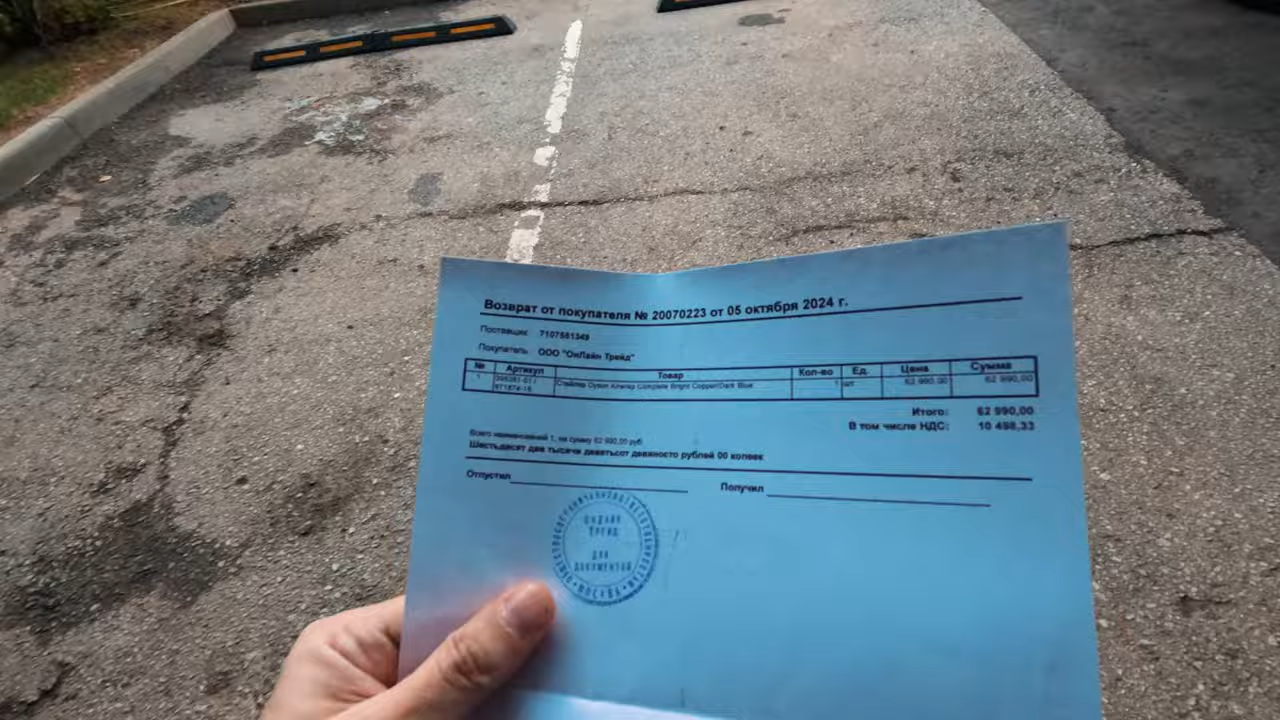 Возврат от покупателя № 20070223 от 05 октября 2024 г.
Поставщик: 7107561349
Покупатель: ООО "ОнЛайн Трейд"
№ Артикул Товар Кол-во Ед. Цена Сумма
1 Стайлер Dyson Airwrap Complete Bright Copper/Dark Blue 1 шт 62 990,00 62 990,00
Итого: 62 990,00
В том числе НДС: 10 498,33
Всего наименований 1, на сумму 62 990,00 руб.
Шестьдесят две тысячи девятьсот девяносто рублей 00 копеек
Отпустил Получил
ОНЛАЙН
ТРЕЙД
ДЛЯ
ДОКУМЕНТОВ
МОСКВА